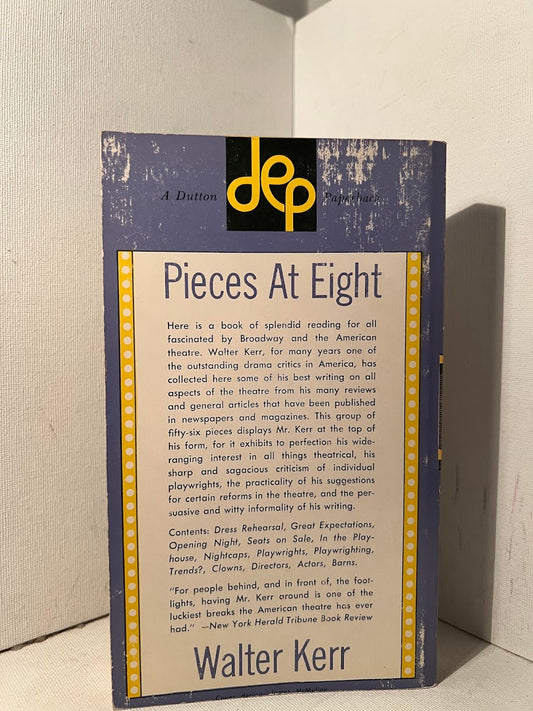 dep
A Dutton Paperback
Pieces At Eight
Here is a book of splendid reading for all
fascinated by Broadway and the American
theatre. Walter Kerr, for many years one of
the outstanding drama critics in America, has
collected here some of his best writing on all
aspects of the theatre from his many reviews
and general articles that have been published
in newspapers and magazines. This group of
fifty-six pieces displays Mr. Kerr at the top of
his form, for it exhibits to perfection his wide-
ranging interest in all things theatrical, his
sharp and sagacious criticism of individual
playwrights, the practicality of his suggestions
for certain reforms in the theatre, and the per-
suasive and witty informality of his writing.
Contents: Dress Rehearsal, Great Expectations,
Opening Night, Seats on Sale, In the Play-
house, Nightcaps, Playwrights, Playwrighting,
Trends?, Clowns, Directors, Actors, Barns.
"For people behind, and in front of, the foot-
lights, having Mr. Kerr around is one of the
luckiest breaks the American theatre has ever
had." —New York Herald Tribune Book Review
Walter Kerr